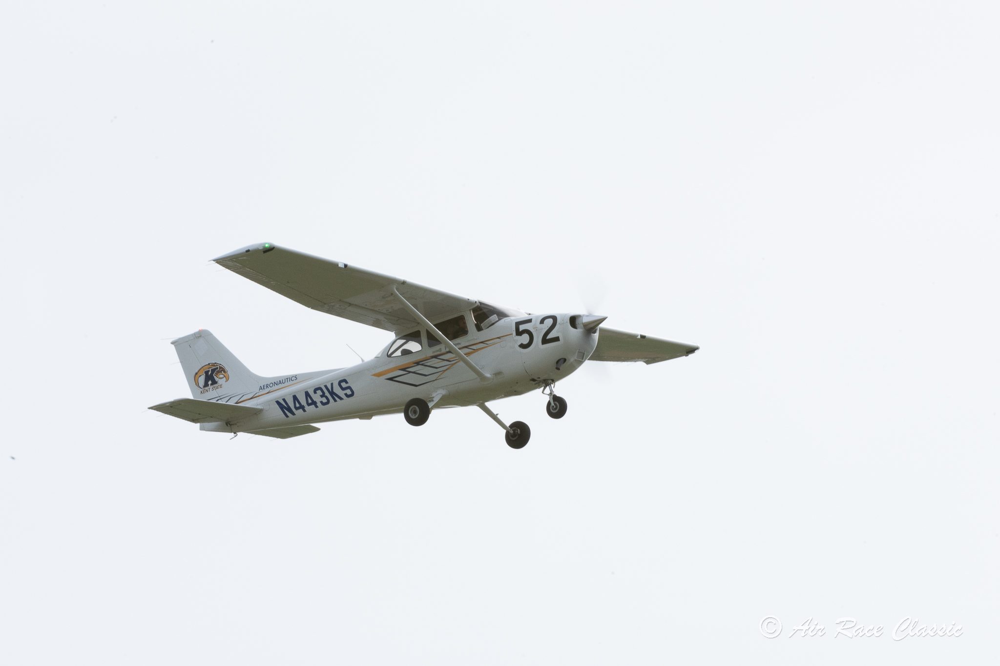 52
K
KENT STATE
AERONAUTICS
N443KS
© Air Race Classic